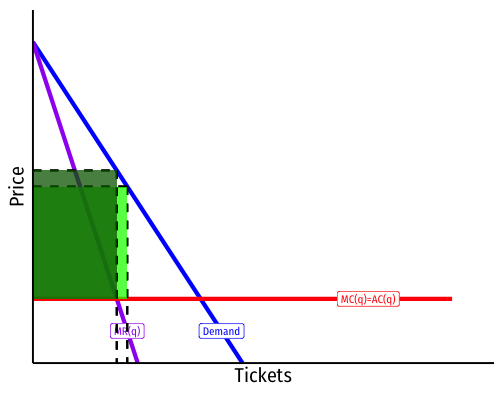 Price
MC(q)=AC(q)
MR(q)
Demand
Tickets